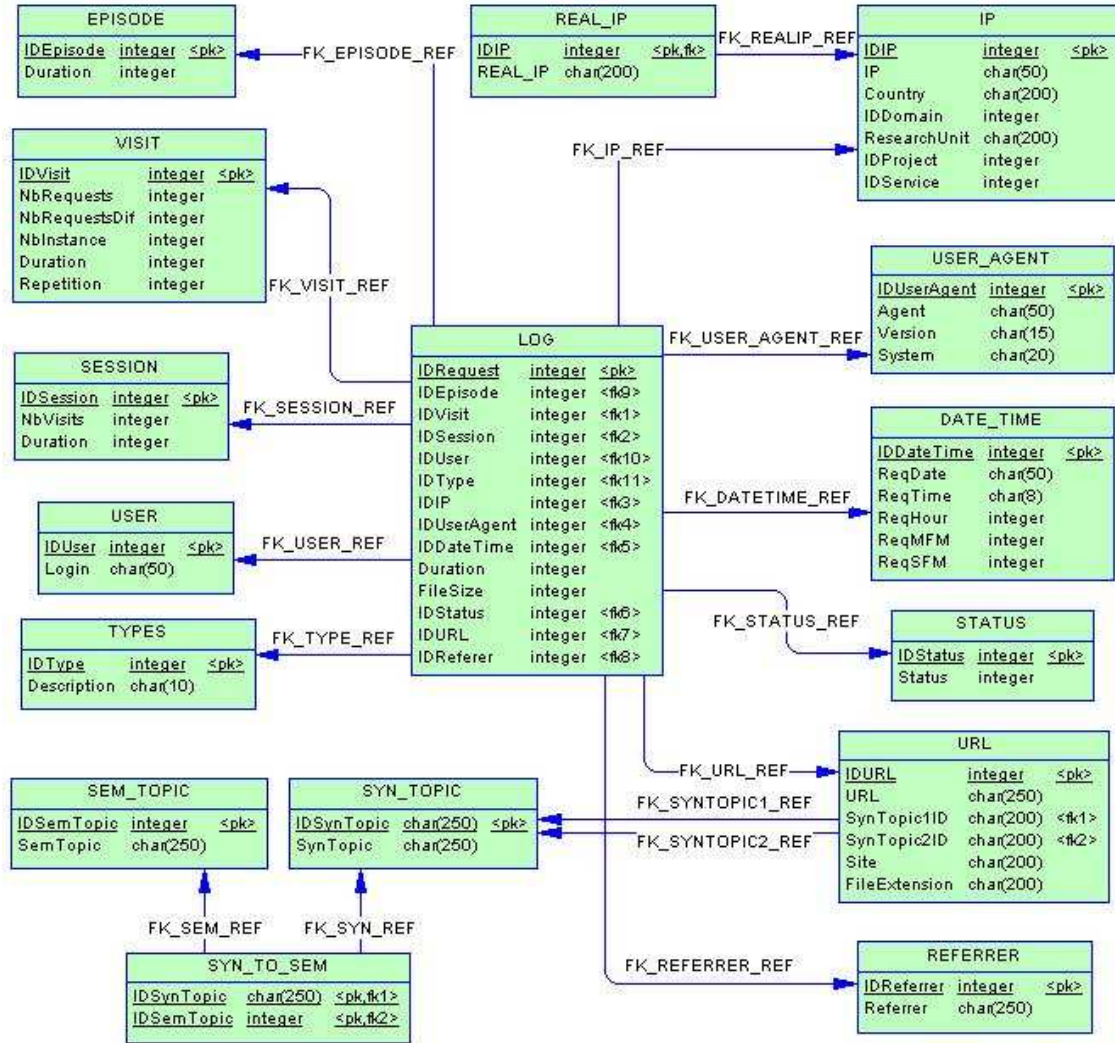 EPISODE
IDEpisode integer <pk>
Duration integer
FK_EPISODE_REF
REAL_IP
IDIP integer <pk,fk>
REAL_IP char(200)
FK_REALIP_REF
IP
IDIP integer <pk>
IP char(50)
Country char(200)
IDDomain integer
ResearchUnit char(200)
IDProject integer
IDService integer
FK_IP_REF
VISIT
IDVisit integer <pk>
NbRequests integer
NbRequestsDif integer
NbInstance integer
Duration integer
Repetition integer
FK_VISIT_REF
USER_AGENT
IDUserAgent integer <pk>
Agent char(50)
Version char(15)
System char(20)
FK_USER_AGENT_REF
LOG
IDRequest integer <pk>
IDEpisode integer <fk9>
IDVisit integer <fk1>
IDSession integer <fk2>
IDUser integer <fk10>
IDType integer <fk11>
IDIP integer <fk3>
IDUserAgent integer <fk4>
IDDateTime integer <fk5>
Duration integer
FileSize integer
IDStatus integer <fk6>
IDURL integer <fk7>
IDReferer integer <fk8>
SESSION
IDSession integer <pk>
NbVisits integer
Duration integer
FK_SESSION_REF
DATE_TIME
IDDateTime integer <pk>
ReqDate char(50)
ReqTime char(8)
ReqHour integer
ReqMFM integer
ReqSFM integer
FK_DATETIME_REF
USER
IDUser integer <pk>
Login char(50)
FK_USER_REF
TYPES
IDType integer <pk>
Description char(10)
FK_TYPE_REF
FK_STATUS_REF
STATUS
IDStatus integer <pk>
Status integer
URL
IDURL integer <pk>
URL char(250)
SynTopic1ID char(200) <fk1>
SynTopic2ID char(200) <fk2>
Site char(200)
FileExtension char(200)
FK_URL_REF
FK_SYNTOPIC1_REF
FK_SYNTOPIC2_REF
SEM_TOPIC
IDSemTopic integer <pk>
SemTopic char(250)
SYN_TOPIC
IDSynTopic char(250) <pk>
SynTopic char(250)
FK_SEM_REF
FK_SYN_REF
SYN_TO_SEM
IDSynTopic char(250) <pk,fk1>
IDSemTopic integer <pk,fk2>
FK_REFERRER_REF
REFERRER
IDReferrer integer <pk>
Referrer char(250)